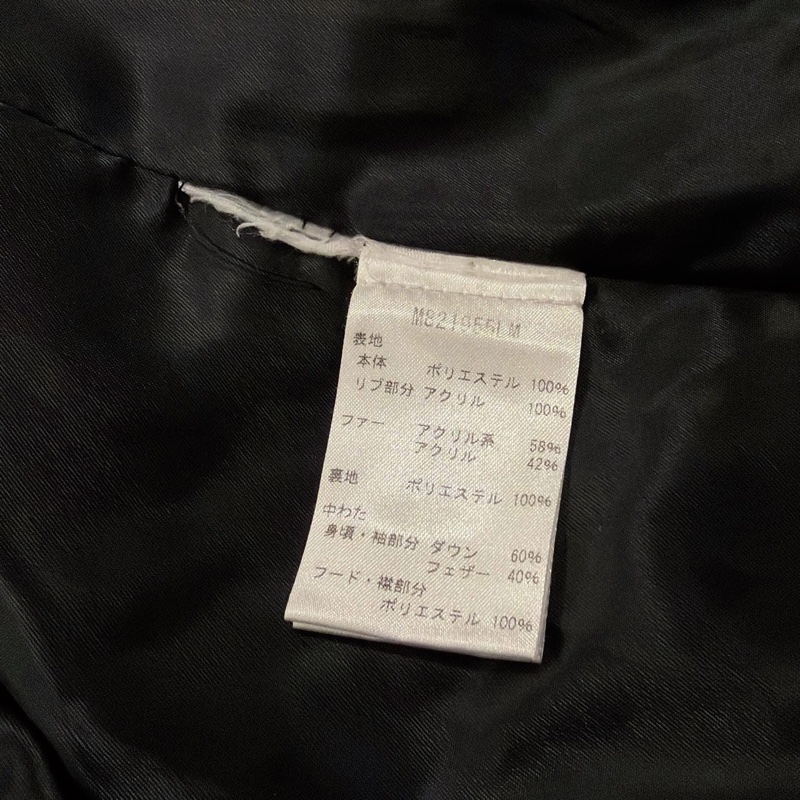 表地
本体 ポリエステル 100%
リブ部分 アクリル 100%
ファー アクリル系 58%
アクリル 42%
裏地 ポリエステル 100%
中わた
身頃・袖部分 ダウン 60%
フェザー 40%
フード・襟部分
ポリエステル 100%